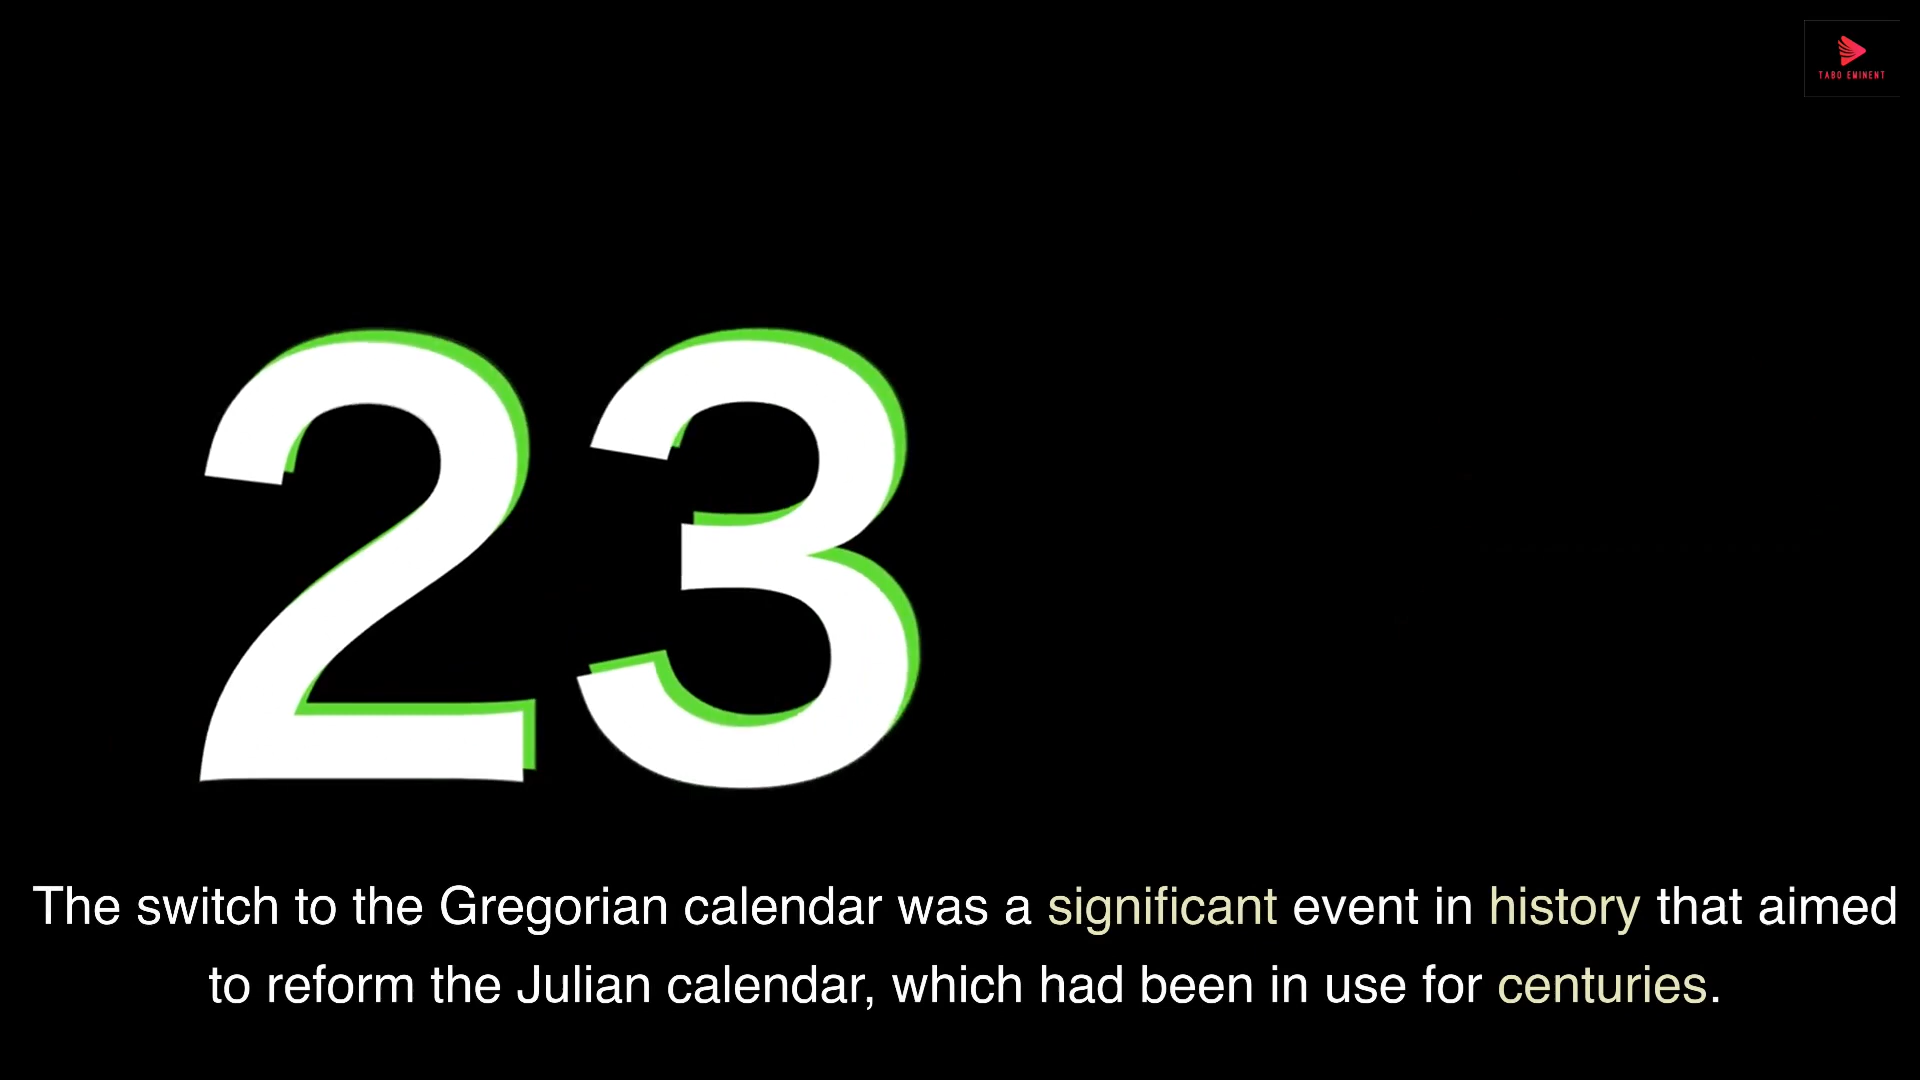 TABO EMINENT
23
The switch to the Gregorian calendar was a significant event in history that aimed
to reform the Julian calendar, which had been in use for centuries.